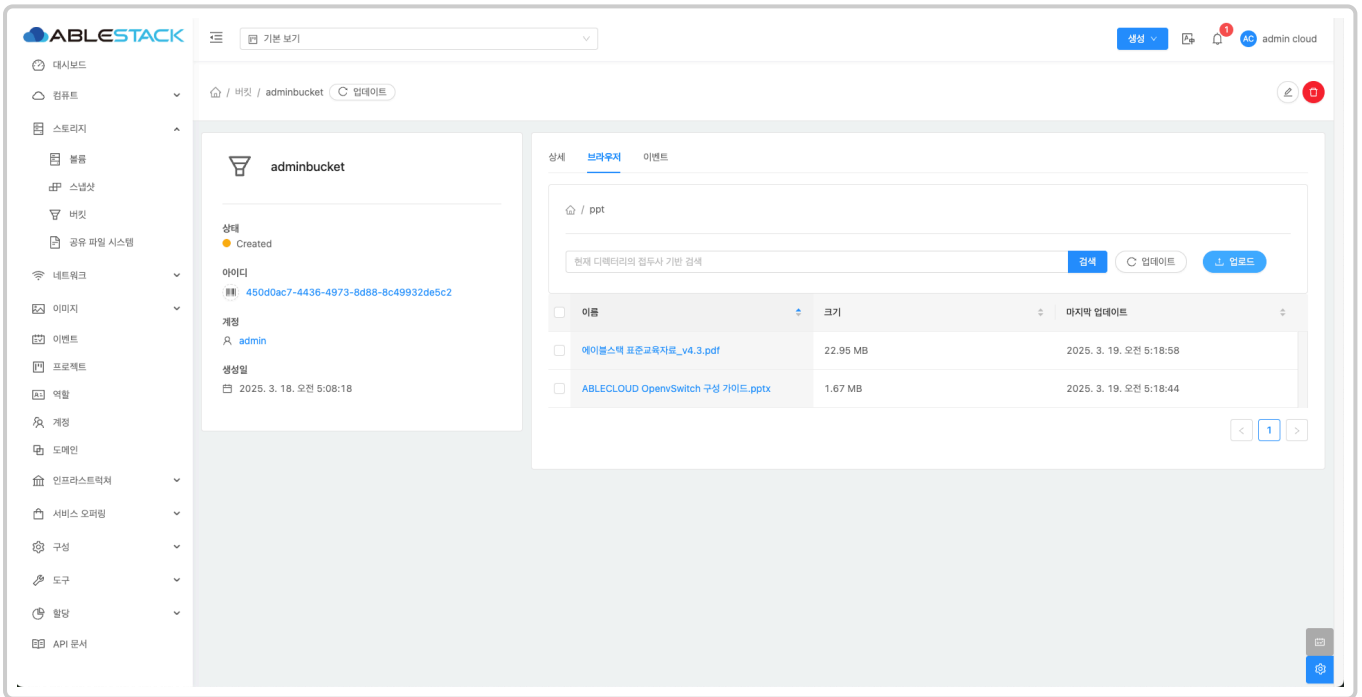 ABLESTACK
기본 보기
생성
1
AC
admin cloud
대시보드
컴퓨트
스토리지
볼륨
스냅샷
버킷
공유 파일 시스템
네트워크
이미지
이벤트
프로젝트
역할
계정
도메인
인프라스트럭쳐
서비스 오퍼링
구성
도구
할당
API 문서
/ 버킷 / adminbucket 업데이트
adminbucket
상태
Created
아이디
450d0ac7-4436-4973-8d88-8c49932de5c2
계정
admin
생성일
2025. 3. 18. 오전 5:08:18
상세 브라우저 이벤트
/ ppt
현재 디렉터리의 접두사 기반 검색 검색 업데이트 업로드
이름 크기 마지막 업데이트
에이블스택 표준교육자료_v4.3.pdf 22.95 MB 2025. 3. 19. 오전 5:18:58
ABLECLOUD OpenvSwitch 구성 가이드.pptx 1.67 MB 2025. 3. 19. 오전 5:18:44
< 1 >